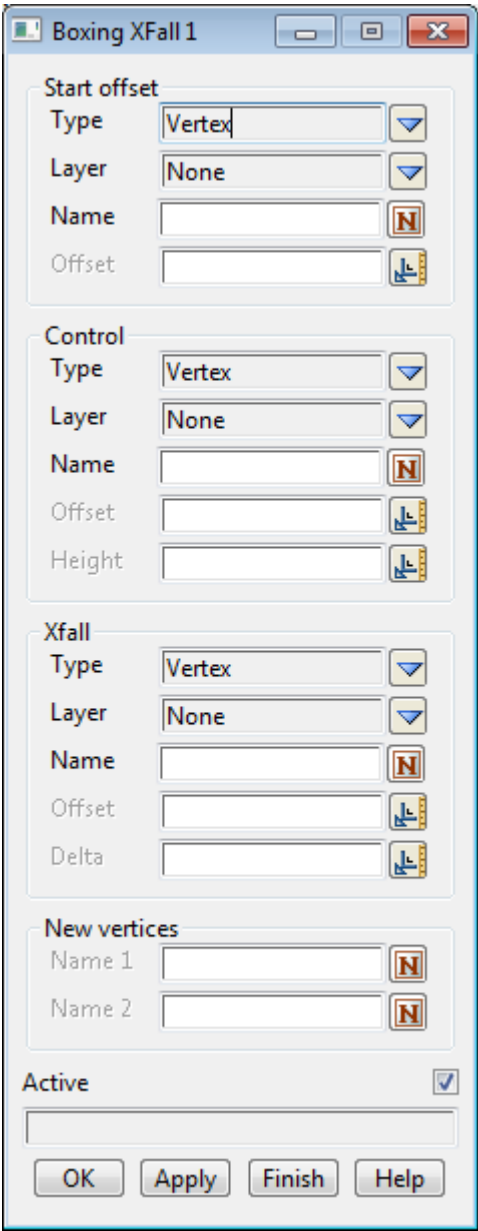 Boxing XFall 1
Start offset
Type Vertex
Layer None
Name N
Offset
Control
Type Vertex
Layer None
Name N
Offset
Height
Xfall
Type Vertex
Layer None
Name N
Offset
Delta
New vertices
Name 1 N
Name 2 N
Active
OK Apply Finish Help